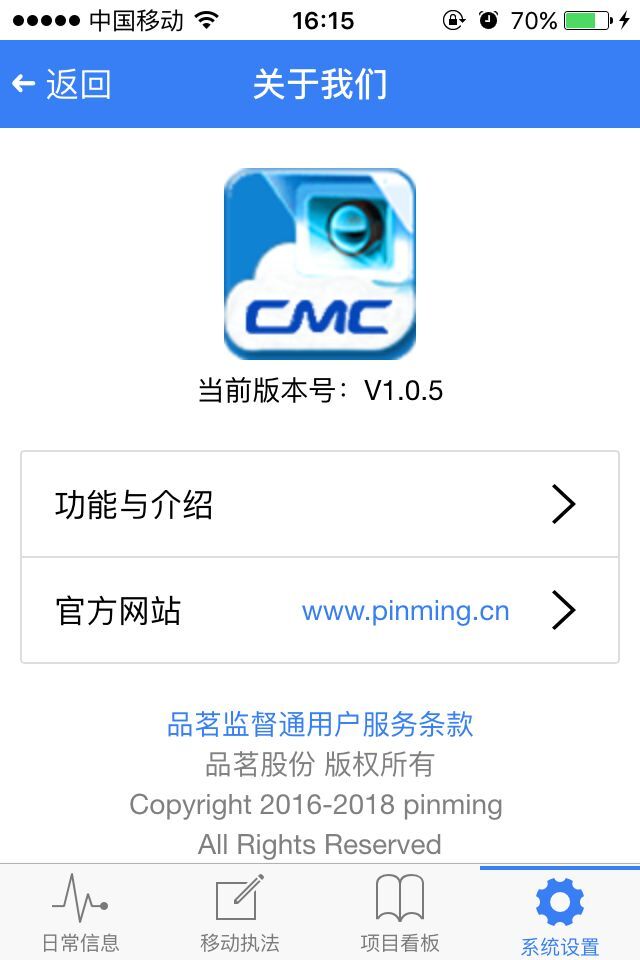 中国移动 16:15 70%
返回 关于我们
CMC
当前版本号：V1.0.5
功能与介绍
官方网站 www.pinming.cn
品茗监督通用户服务条款
品茗股份 版权所有
Copyright 2016-2018 pinming
All Rights Reserved
日常信息 移动执法 项目看板 系统设置